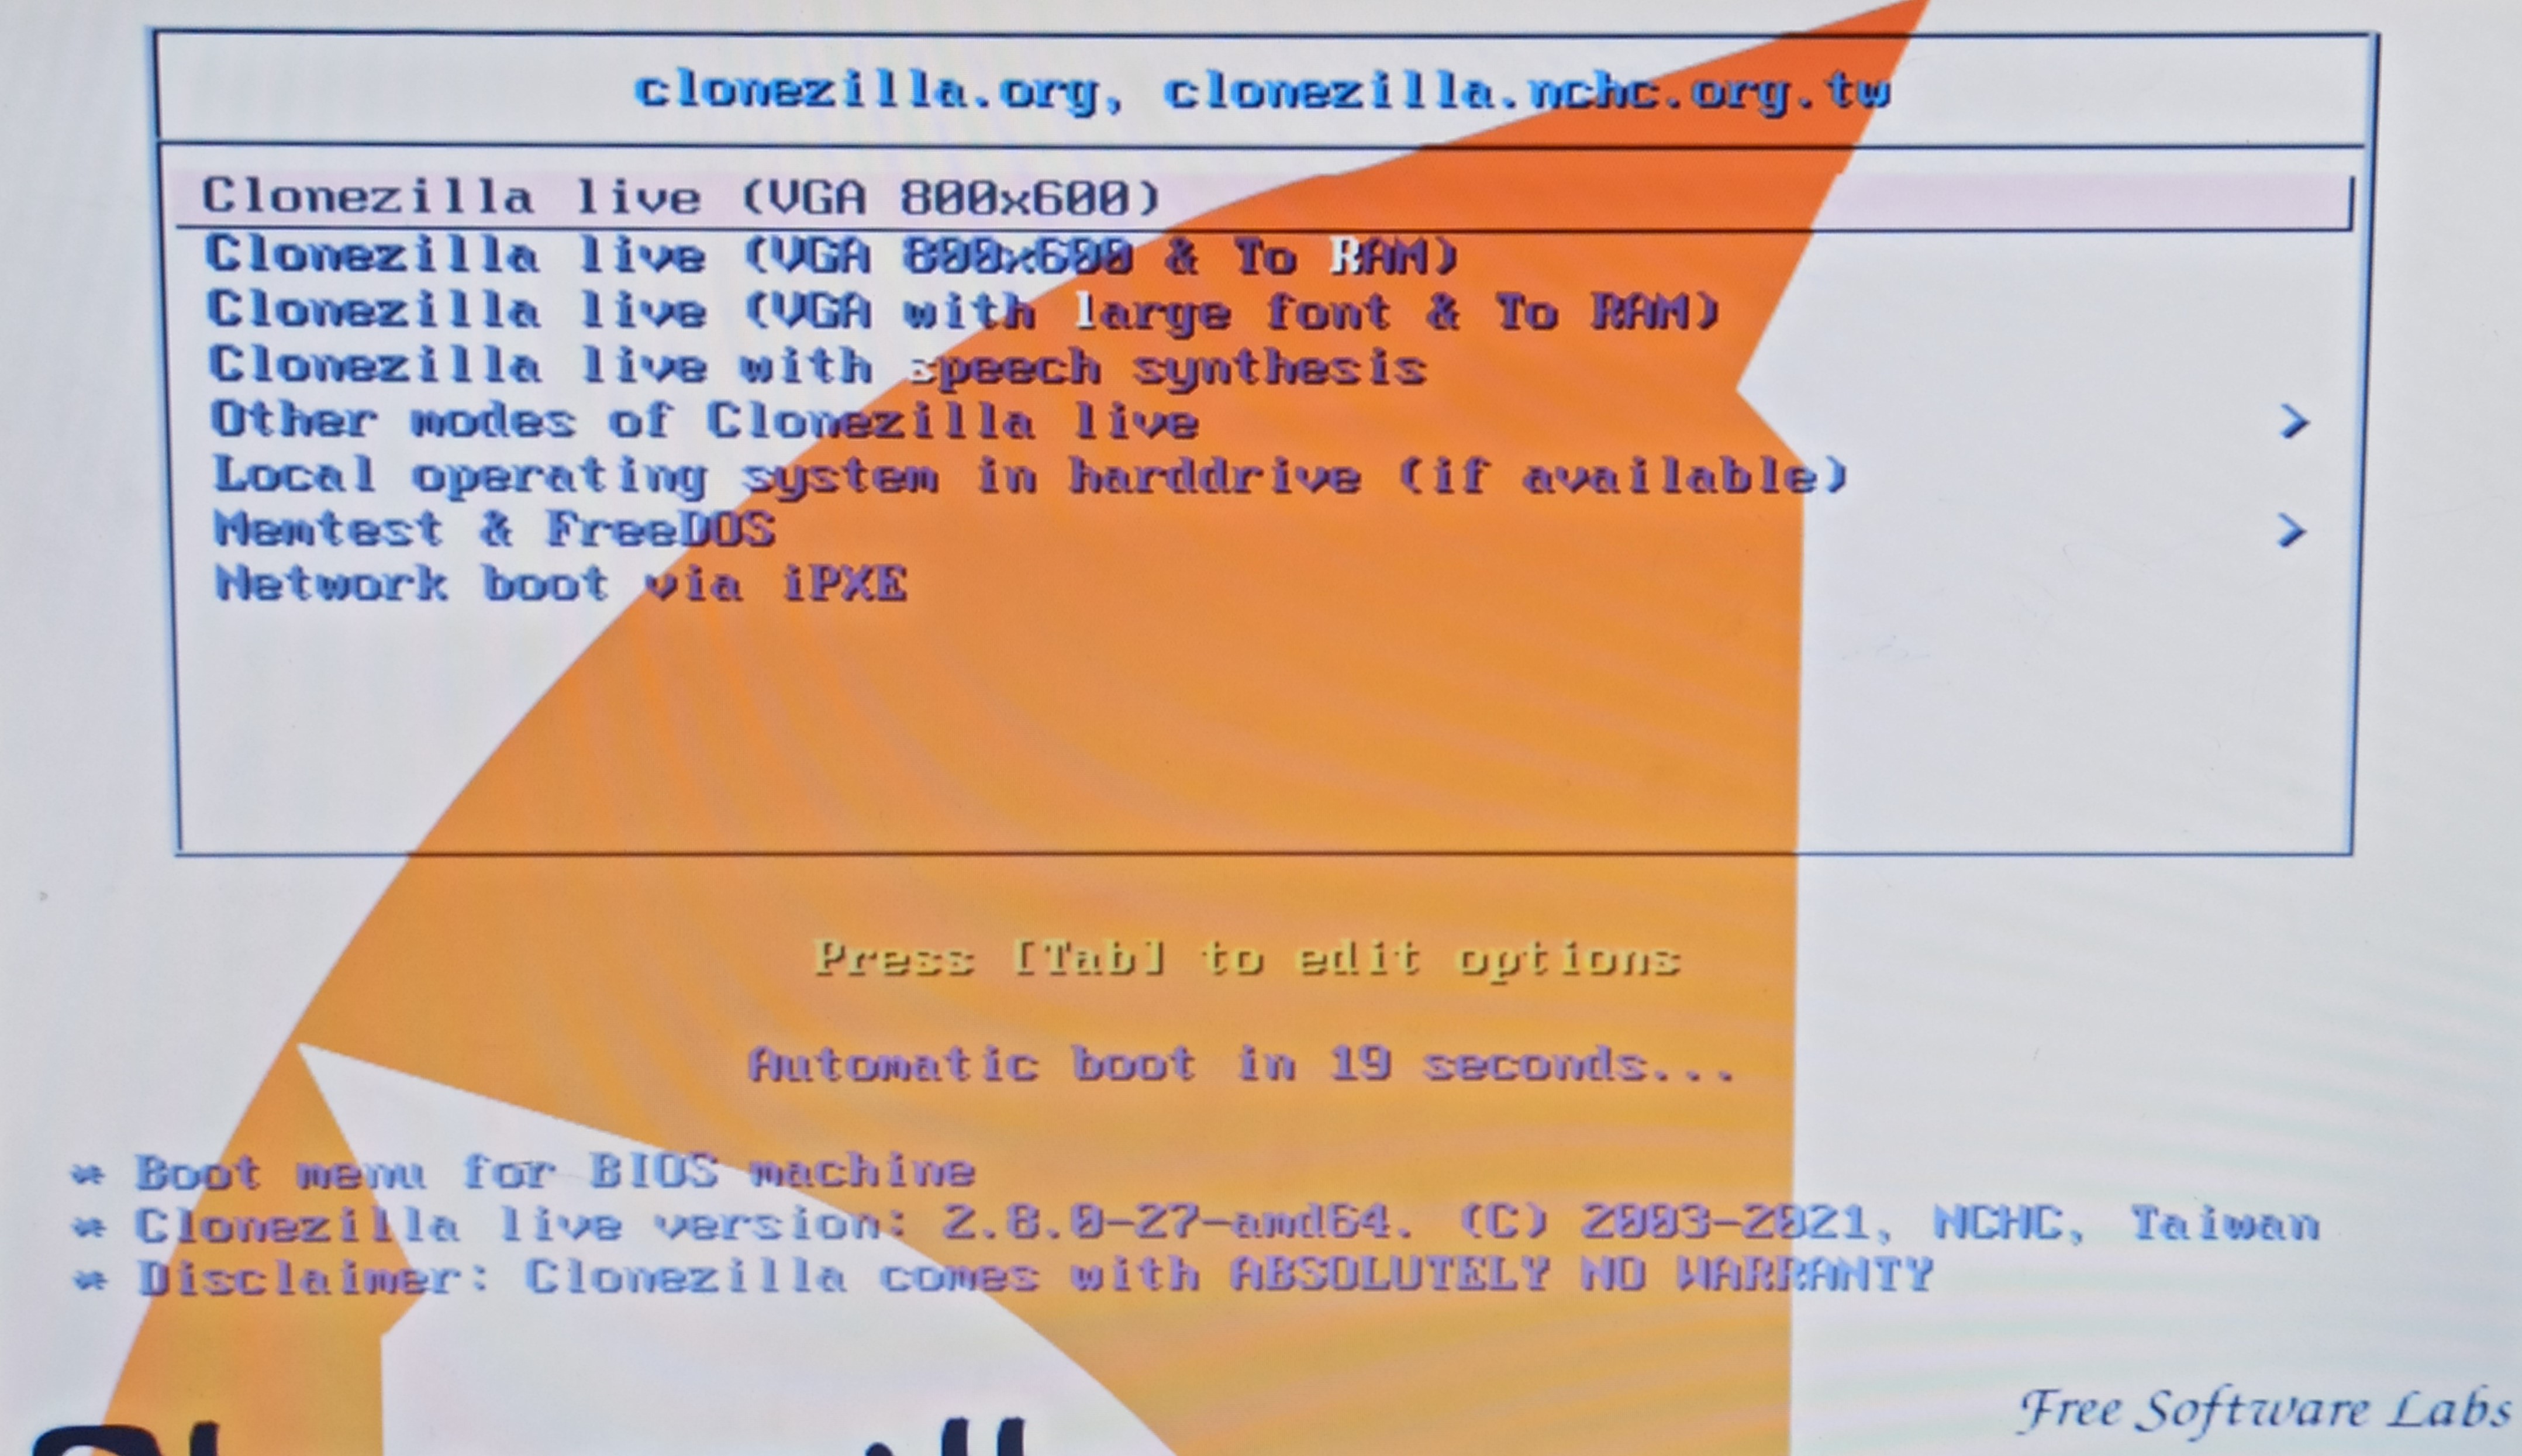 clonezilla.org, clonezilla.nchc.org.tw
Clonezilla live (VGA 800x600)
Clonezilla live (VGA 800x600 & To RAM)
Clonezilla live (VGA with large font & To RAM)
Clonezilla live with speech synthesis
Other modes of Clonezilla live >
Local operating system in harddrive (if available)
Memtest & FreeDOS >
Network boot via iPXE
Press [Tab] to edit options
Automatic boot in 19 seconds...
* Boot menu for BIOS machine
* Clonezilla live version: 2.8.0-27-amd64. (C) 2003-2021, NCHC, Taiwan
* Disclaimer: Clonezilla comes with ABSOLUTELY NO WARRANTY
Free Software Labs